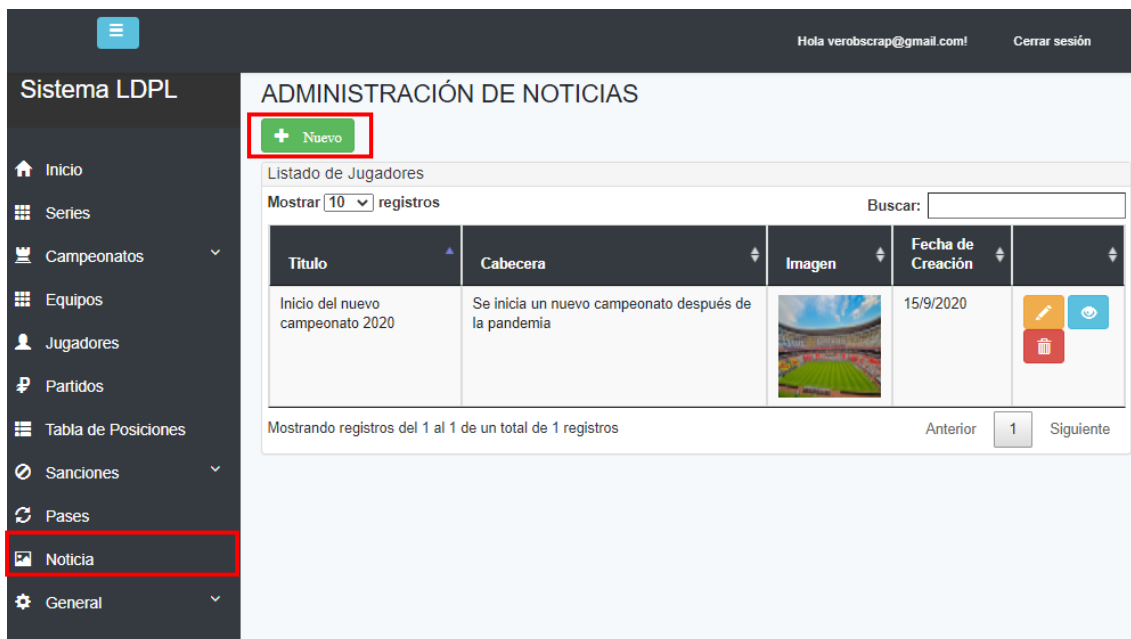 Hola verobscrap@gmail.com! Cerrar sesión
Sistema LDPL
ADMINISTRACIÓN DE NOTICIAS
Nuevo
Inicio
Series
Campeonatos
Equipos
Jugadores
Partidos
Tabla de Posiciones
Sanciones
Pases
Noticia
General
Listado de Jugadores
Mostrar 10 registros Buscar:
Titulo Cabecera Imagen Fecha de
Creación
Inicio del nuevo
campeonato 2020
Se inicia un nuevo campeonato después de
la pandemia
15/9/2020
Mostrando registros del 1 al 1 de un total de 1 registros Anterior 1 Siguiente